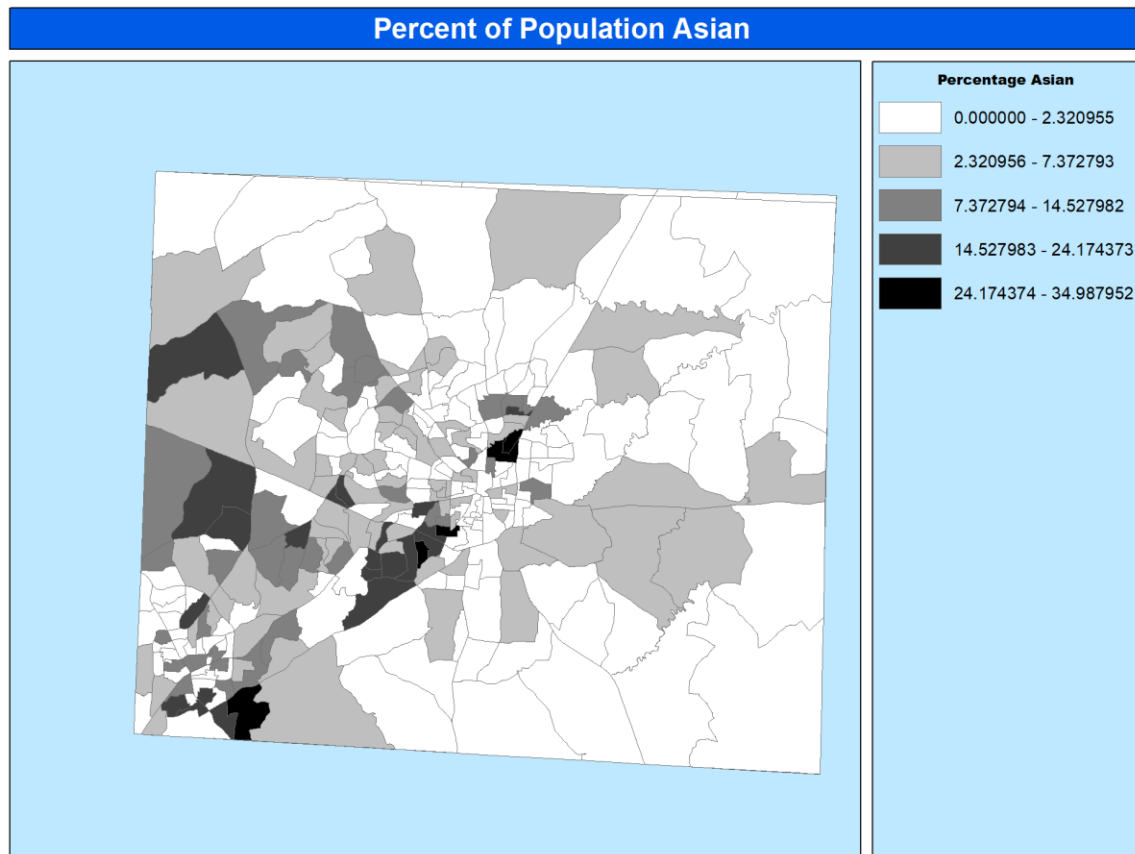 Percent of Population Asian
Percentage Asian
0.000000 - 2.320955
2.320956 - 7.372793
7.372794 - 14.527982
14.527983 - 24.174373
24.174374 - 34.987952